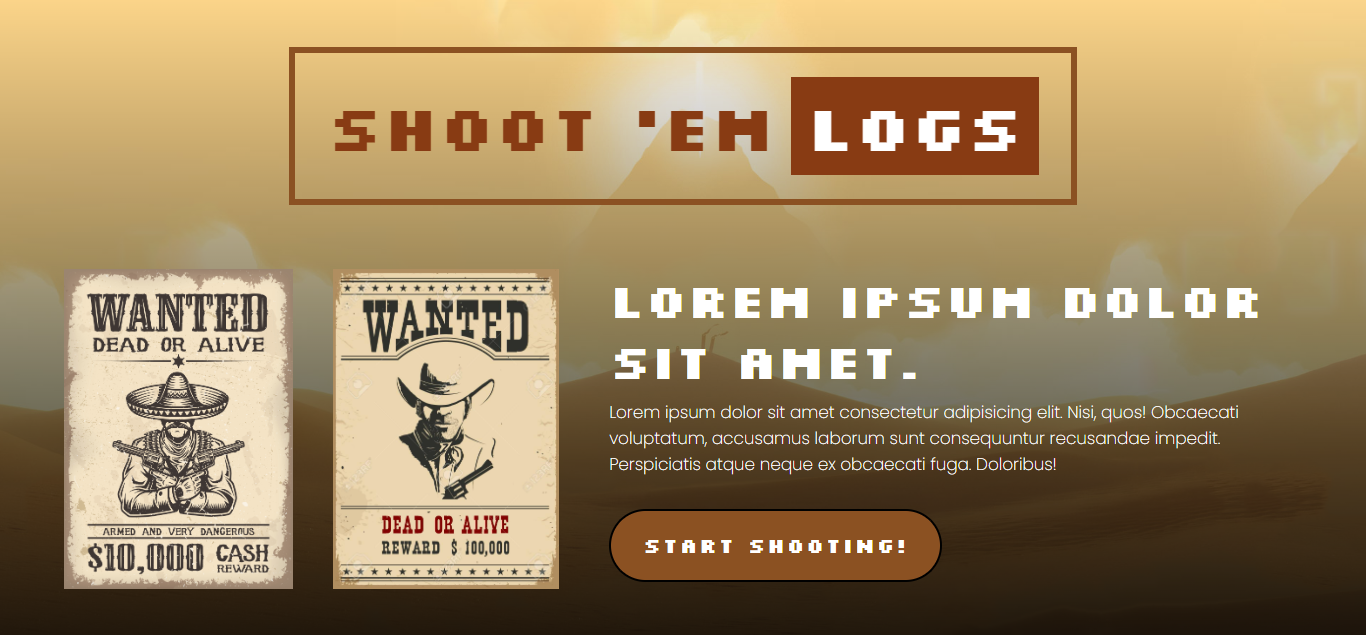 SHOOT 'EM LOGS
WANTED
DEAD OR ALIVE
ARMED AND VERY DANGEROUS
$10,000 CASH REWARD
WANTED
DEAD OR ALIVE
REWARD $ 100,000
LOREM IPSUM DOLOR
SIT AMET.
Lorem ipsum dolor sit amet consectetur adipisicing elit. Nisi, quos! Obcaecati
voluptatum, accusamus laborum sunt consequuntur recusandae impedit.
Perspiciatis atque neque ex obcaecati fuga. Doloribus!
START SHOOTING!